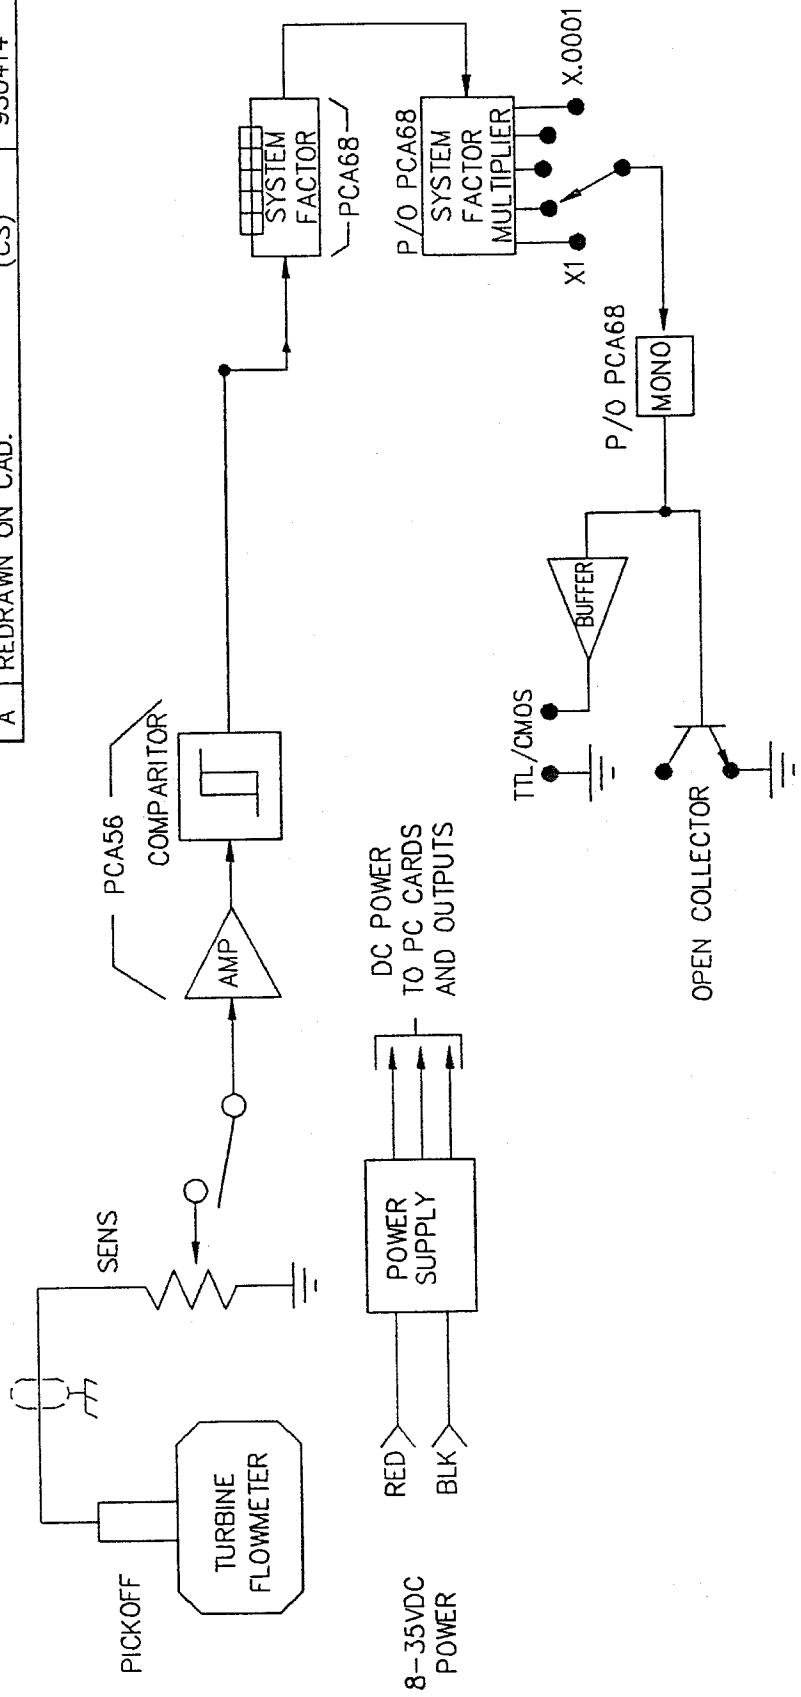 A REDRAWN ON CAD. (CS) 930414
PICKOFF
TURBINE
FLOWMETER
SENS
PCA56
AMP
COMPARITOR
SYSTEM
FACTOR
PCA68
P/O PCA68
SYSTEM
FACTOR
MULTIPLIER
X1
X.0001
P/O PCA68
MONO
BUFFER
TTL/CMOS
OPEN COLLECTOR
8-35VDC
POWER
RED
BLK
POWER
SUPPLY
DC POWER
TO PC CARDS
AND OUTPUTS